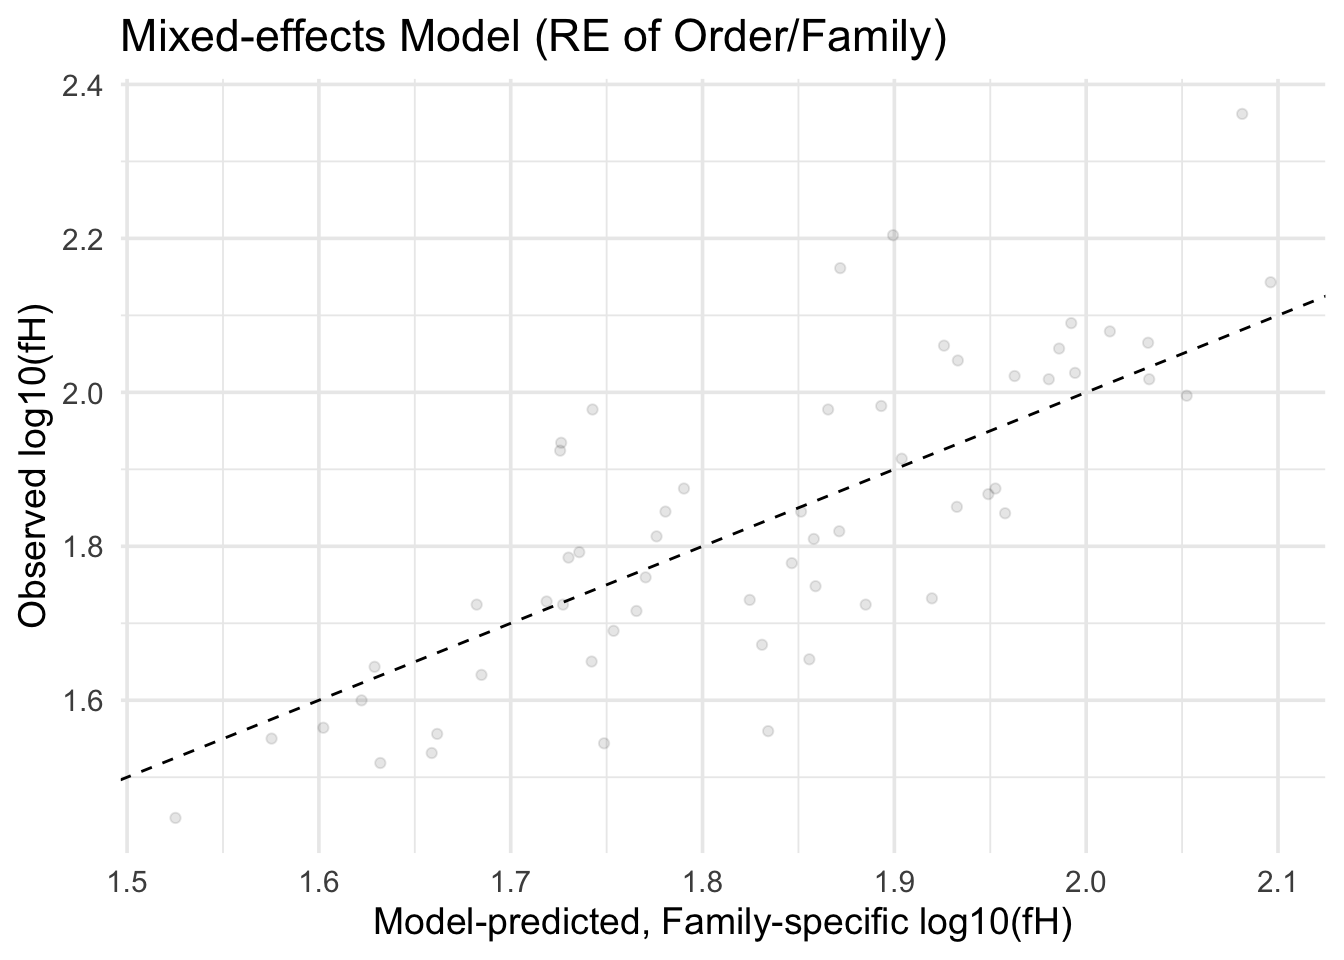 Mixed-effects Model (RE of Order/Family)
2.4
2.2
2.0
1.8
1.6
Observed log10(fH)
1.5 1.6 1.7 1.8 1.9 2.0 2.1
Model-predicted, Family-specific log10(fH)